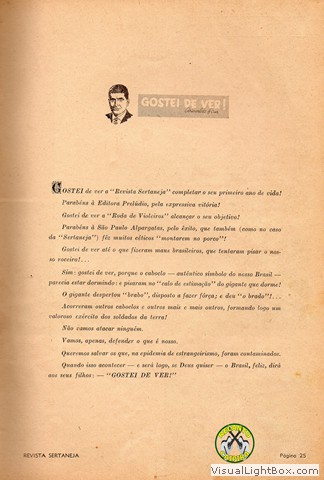 GOSTEI DE VER!
GOSTEI de ver a "Revista Sertaneja" completar o seu primeiro ano de vida!
Parabéns à Editora Prelúdio, pela expressiva vitória!
Gostei de ver a "Roda de Violeiros" alcançar o seu objetivo!
Parabéns à São Paulo Alpargatas, pelo êxito, que também (como no caso
da "Sertaneja") fêz muitos céticos "montarem no porco"!
Gostei de ver até o que fizeram maus brasileiros, que tentaram pisar o nos-
so roceiro!...
Sim: gostei de ver, porque o caboclo — autêntico símbolo do nosso Brasil —
parecia estar dormindo: e pisaram no "calo de estimação" do gigante que dorme!
O gigante despertou "brabo", disposto a fazer fôrça; e deu "o brado"!...
Acorreram outros caboclos e outros mais e mais outros, formando logo um
valoroso exército dos soldados da terra!
Não vamos atacar ninguém.
Vamos, apenas, defender o que é nosso.
Queremos salvar os que, na epidemia de estrangeirismo, foram contaminados.
Quando isso acontecer — e será logo, se Deus quiser — o Brasil, feliz, dirá
aos seus filhos: — "GOSTEI DE VER!"
REVISTA SERTANEJA
Página 25
VisualLightBox.com